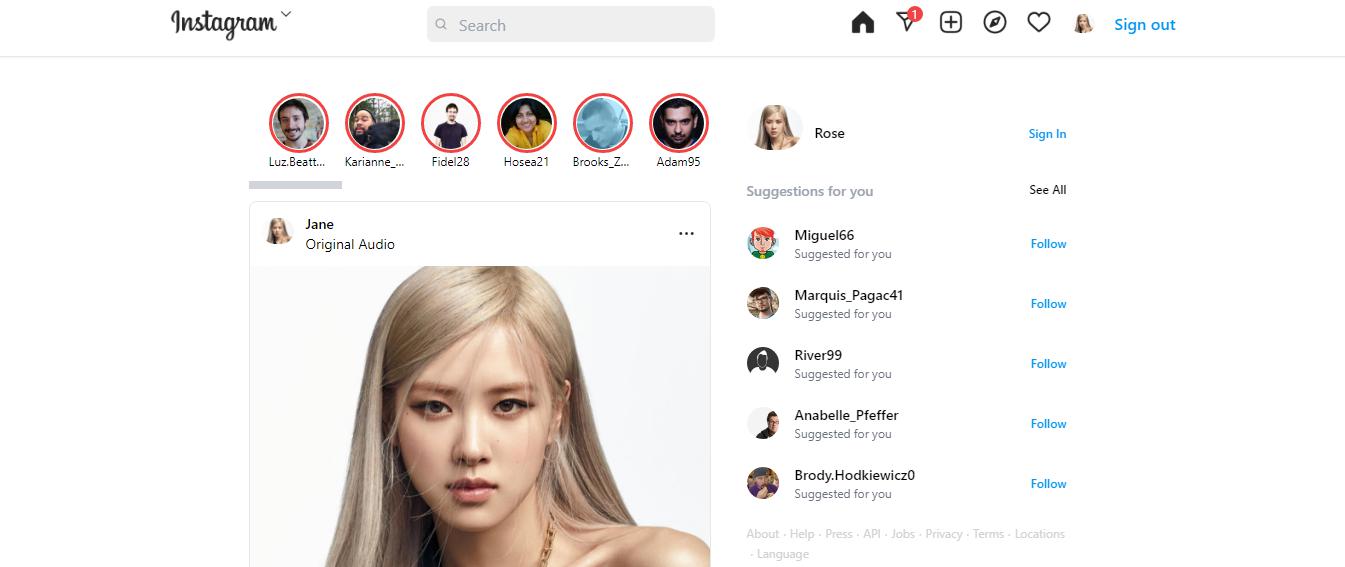 Instagram
Search
1
Sign out
Luz.Beatt...
Karianne_...
Fidel28
Hosea21
Brooks_Z...
Adam95
Jane
Original Audio
Rose
Sign In
Suggestions for you
See All
Miguel66
Suggested for you
Follow
Marquis_Pagac41
Suggested for you
Follow
River99
Suggested for you
Follow
Anabelle_Pfeffer
Suggested for you
Follow
Brody.Hodkiewicz0
Suggested for you
Follow
About · Help · Press · API · Jobs · Privacy · Terms · Locations
· Language